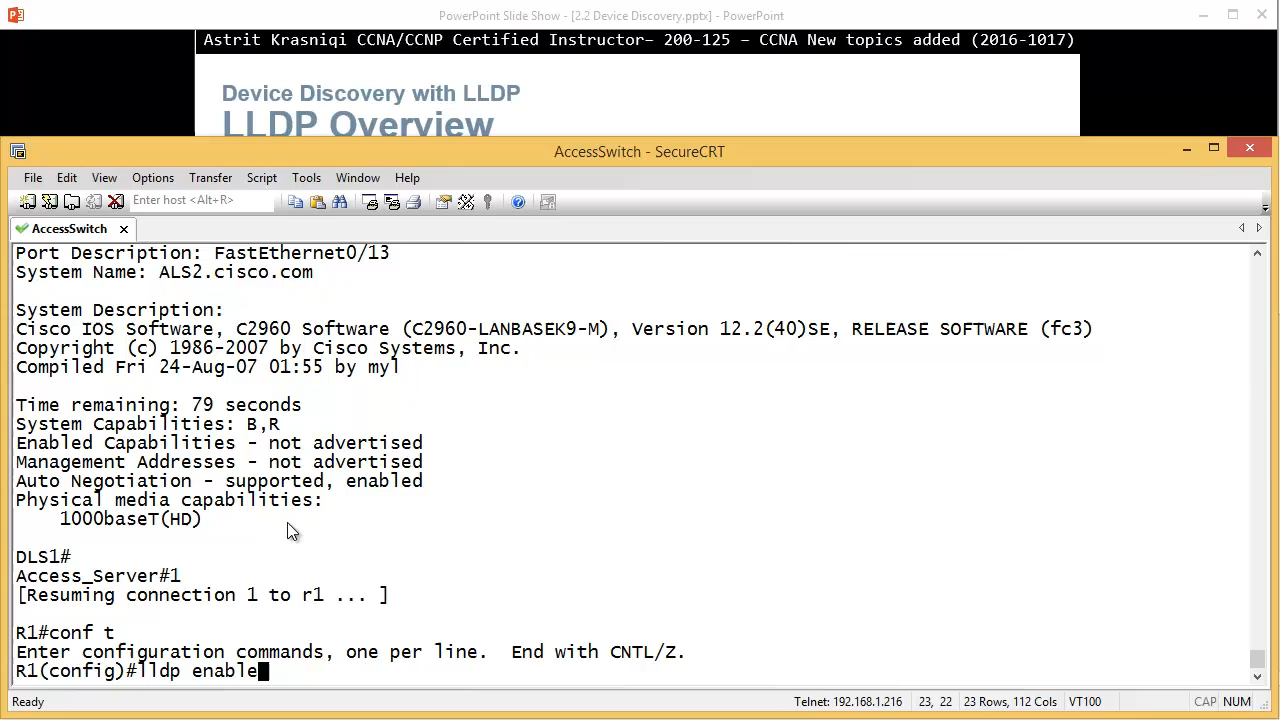 PowerPoint Slide Show - [2.2 Device Discovery.pptx] - PowerPoint
Astrit Krasniqi CCNA/CCNP Certified Instructor– 200-125 – CCNA New topics added (2016-1017)
Device Discovery with LLDP
LLDP Overview
AccessSwitch - SecureCRT
File Edit View Options Transfer Script Tools Window Help
Enter host <Alt+R>
AccessSwitch
Port Description: FastEthernet0/13
System Name: ALS2.cisco.com
System Description:
Cisco IOS Software, C2960 Software (C2960-LANBASEK9-M), Version 12.2(40)SE, RELEASE SOFTWARE (fc3)
Copyright (c) 1986-2007 by Cisco Systems, Inc.
Compiled Fri 24-Aug-07 01:55 by myl
Time remaining: 79 seconds
System Capabilities: B,R
Enabled Capabilities - not advertised
Management Addresses - not advertised
Auto Negotiation - supported, enabled
Physical media capabilities:
1000baseT(HD)
DLS1#
Access_Server#1
[Resuming connection 1 to r1 ... ]
R1#conf t
Enter configuration commands, one per line.  End with CNTL/Z.
R1(config)#lldp enable
Ready Telnet: 192.168.1.216 23, 22 23 Rows, 112 Cols VT100 CAP NUM